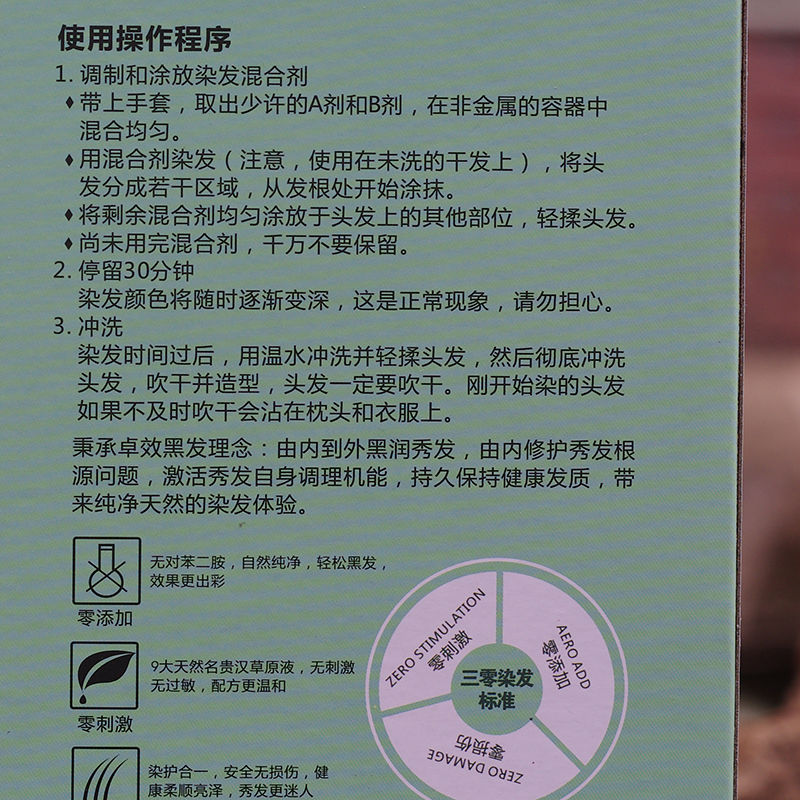 使用操作程序
1. 调制和涂放染发混合剂
♦带上手套，取出少许的A剂和B剂，在非金属的容器中
混合均匀。
♦用混合剂染发（注意，使用在未洗的干发上），将头
发分成若干区域，从发根处开始涂抹。
♦将剩余混合剂均匀涂放于头发上的其他部位，轻揉头发。
♦尚未用完混合剂，千万不要保留。
2. 停留30分钟
染发颜色将随时逐渐变深，这是正常现象，请勿担心。
3. 冲洗
染发时间过后，用温水冲洗并轻揉头发，然后彻底冲洗
头发，吹干并造型，头发一定要吹干。刚开始染的头发
如果不及时吹干会沾在枕头和衣服上。
秉承卓效黑发理念：由内到外黑润秀发，由内修护秀发根
源问题，激活秀发自身调理机能，持久保持健康发质，带
来纯净天然的染发体验。
无对苯二胺，自然纯净，轻松黑发，
效果更出彩
零添加
9大天然名贵汉草原液，无刺激
无过敏，配方更温和
零刺激
染护合一，安全无损伤，健
康柔顺亮泽，秀发更迷人
ZERO STIMULATION
零刺激
AERO ADD
零添加
三零染发
标准
零损伤
ZERO DAMAGE